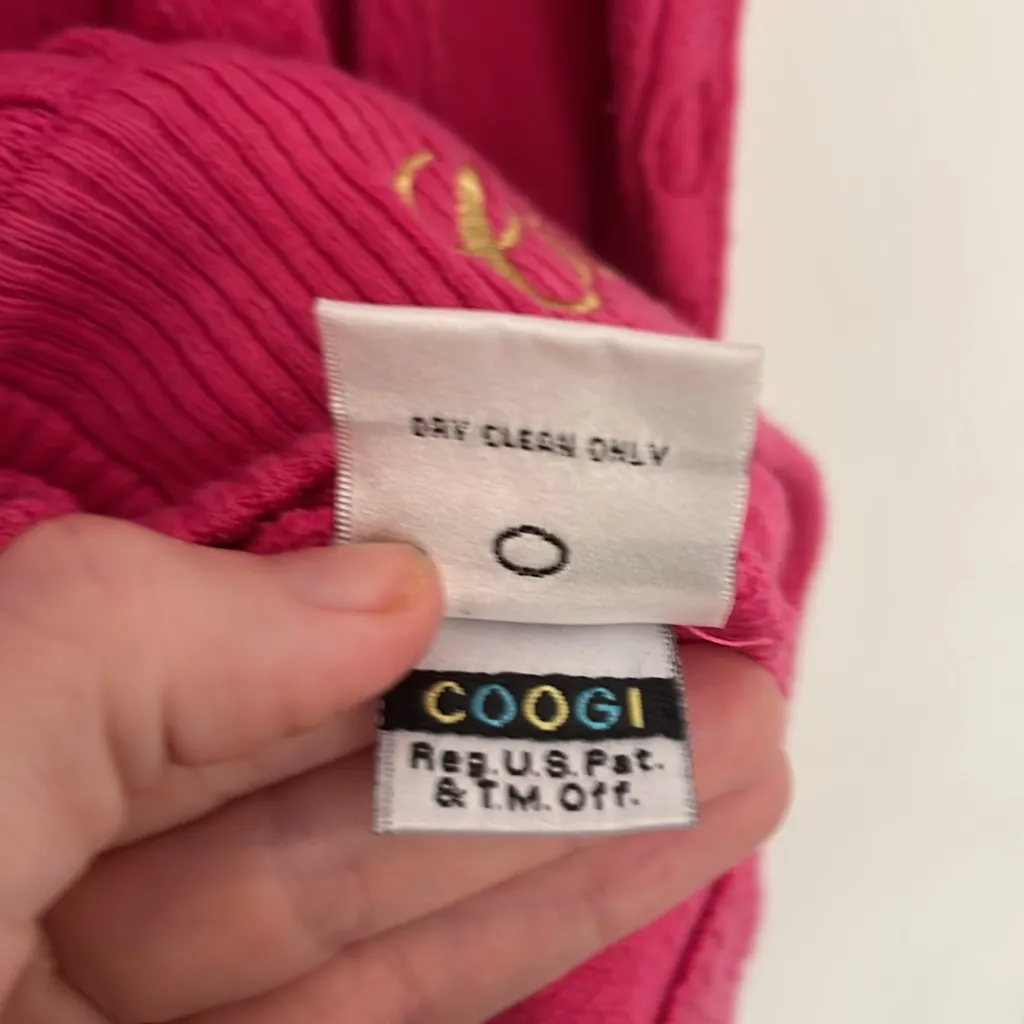 DRY CLEAN ONLY
COOGI
Reg. U.S. Pat.
& T.M. Off.